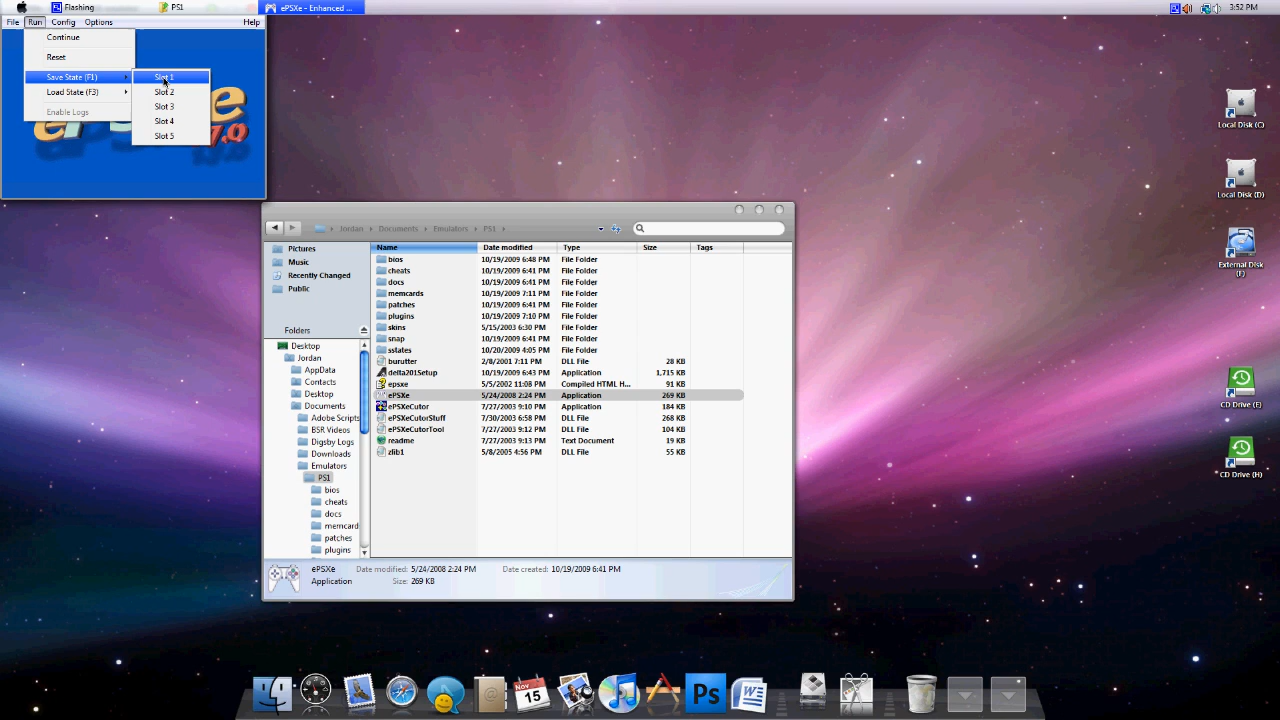 Flashing PS1 ePSXe - Enhanced ... 3:52 PM
File Run Config Options Help
Continue
Reset
Save State (F1)
Load State (F3)
Enable Logs
Slot 1
Slot 2
Slot 3
Slot 4
Slot 5
Local Disk (C)
Local Disk (D)
External Disk (F)
CD Drive (E)
CD Drive (H)
Jordan Documents Emulators PS1
Pictures
Music
Recently Changed
Public
Folders
Desktop
Jordan
AppData
Contacts
Desktop
Documents
Adobe Scripts
BSR Videos
Digsby Logs
Downloads
Emulators
PS1
bios
cheats
docs
memcard
patches
plugins
Name Date modified Type Size Tags
bios 10/19/2009 6:48 PM File Folder
cheats 10/19/2009 6:41 PM File Folder
docs 10/19/2009 6:41 PM File Folder
memcards 10/19/2009 7:11 PM File Folder
patches 10/19/2009 6:41 PM File Folder
plugins 10/19/2009 7:10 PM File Folder
skins 5/15/2003 6:30 PM File Folder
snap 10/19/2009 6:41 PM File Folder
sstates 10/20/2009 4:05 PM File Folder
burutter 2/8/2001 7:11 PM DLL File 28 KB
delta201Setup 10/19/2009 6:43 PM Application 1,715 KB
epsxe 5/5/2002 11:08 PM Compiled HTML H... 91 KB
ePSXe 5/24/2008 2:24 PM Application 269 KB
ePSXeCutor 7/27/2003 9:10 PM Application 184 KB
ePSXeCutorStuff 7/30/2003 6:58 PM DLL File 268 KB
ePSXeCutorTool 7/27/2003 9:12 PM DLL File 104 KB
readme 7/27/2003 9:13 PM Text Document 19 KB
zlib1 5/8/2005 4:56 PM DLL File 55 KB
ePSXe Date modified: 5/24/2008 2:24 PM Date created: 10/19/2009 6:41 PM
Application Size: 269 KB
Nov
15
Ps